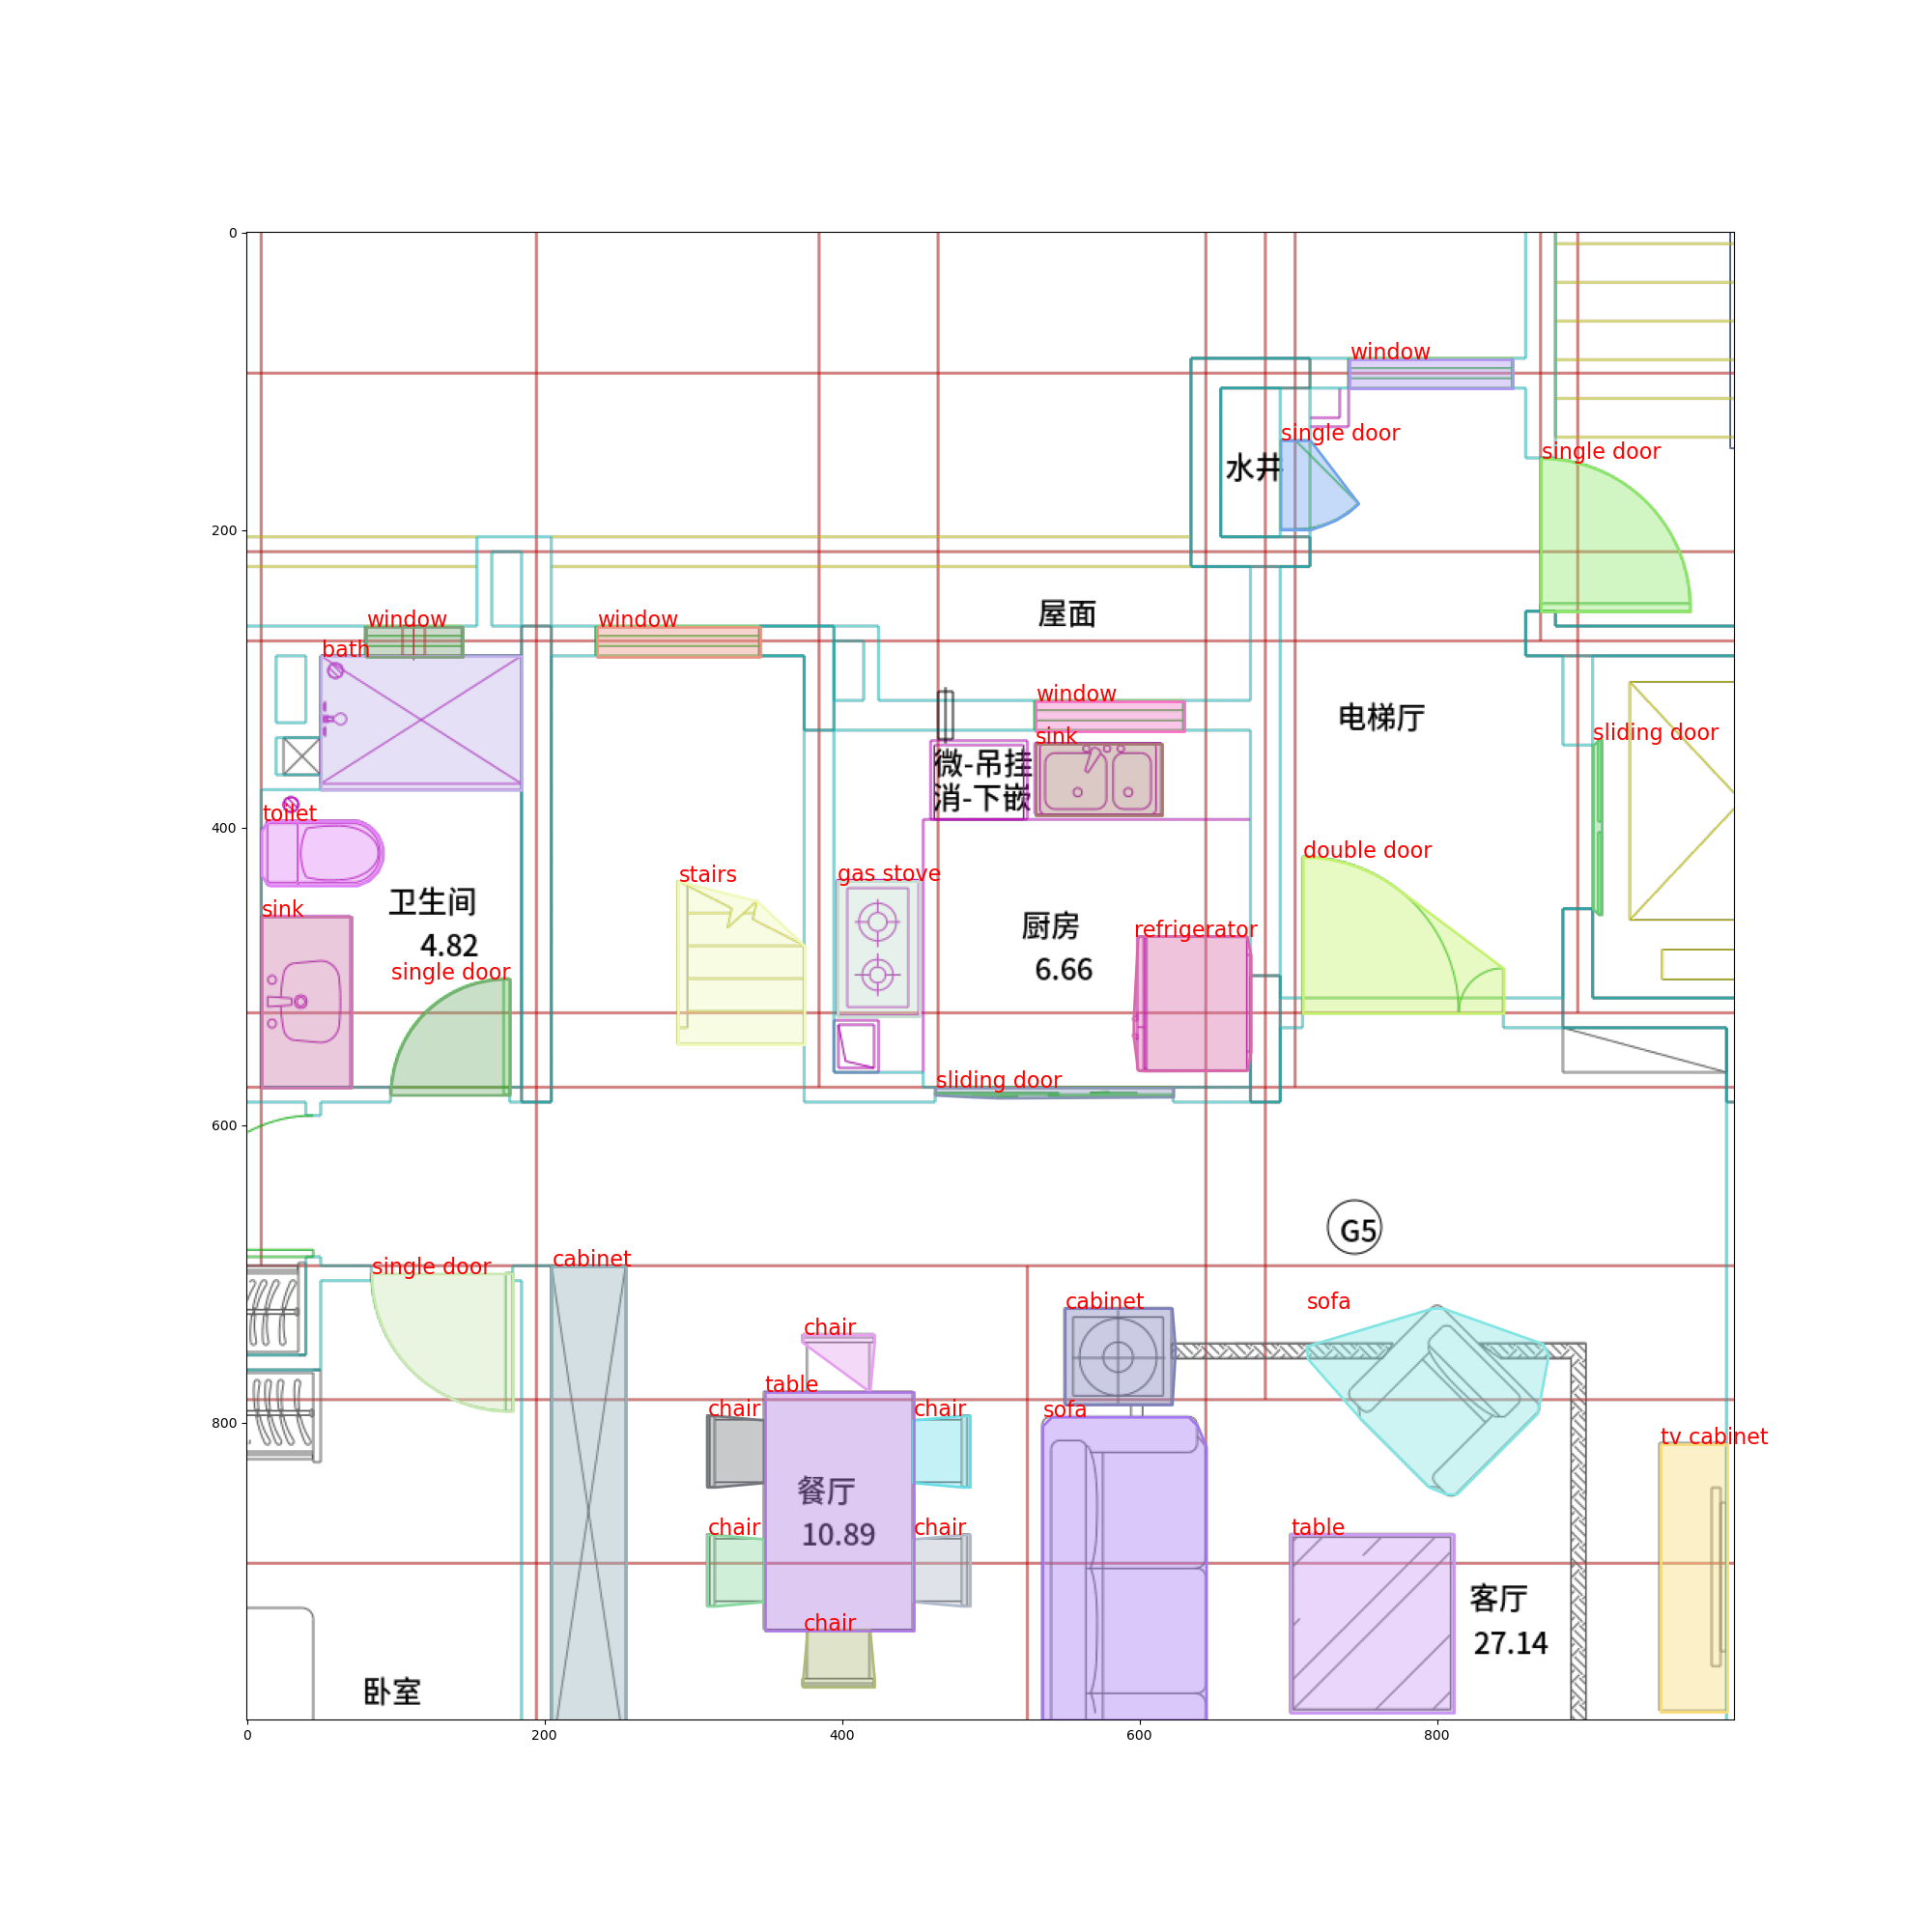 0
window
single door
single door
水井
200
window
window
屋面
bath
window
电梯厅
sliding door
sink
微-吊挂
消-下嵌
toilet
400
double door
stairs
gas stove
卫生间
4.82
sink
厨房
6.66
refrigerator
single door
sliding door
600
G5
single door
cabinet
cabinet
sofa
chair
table
chair
chair
sofa
800
tv cabinet
餐厅
10.89
chair
chair
table
客厅
27.14
chair
卧室
0
200
400
600
800